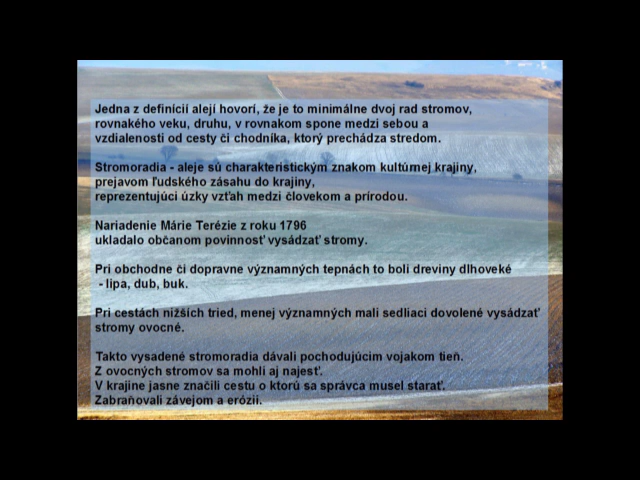 Jedna z definícií alejí hovorí, že je to minimálne dvoj rad stromov,
rovnakého veku, druhu, v rovnakom spone medzi sebou a
vzdialenosti od cesty či chodníka, ktorý prechádza stredom.
Stromoradia - aleje sú charakteristickým znakom kultúrnej krajiny,
prejavom ľudského zásahu do krajiny,
reprezentujúci úzky vzťah medzi človekom a prírodou.
Nariadenie Márie Terézie z roku 1796
ukladalo občanom povinnosť vysádzať stromy.
Pri obchodne či dopravne významných tepnách to boli dreviny dlhoveké
- lipa, dub, buk.
Pri cestách nižších tried, menej významných mali sedliaci dovolené vysádzať
stromy ovocné.
Takto vysadené stromoradia dávali pochodujúcim vojakom tieň.
Z ovocných stromov sa mohli aj najesť.
V krajine jasne značili cestu o ktorú sa správca musel starať.
Zabraňovali závejom a erózii.